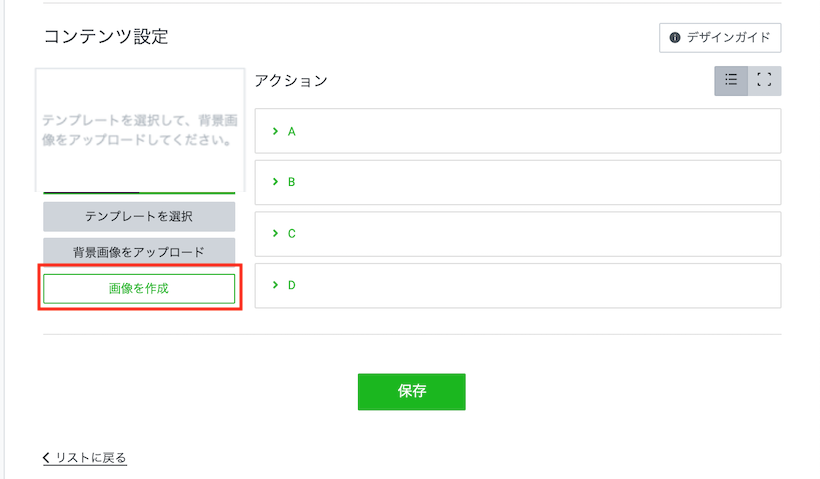 コンテンツ設定
デザインガイド
テンプレートを選択して、背景画
像をアップロードしてください。
アクション
A
B
C
D
テンプレートを選択
背景画像をアップロード
画像を作成
保存
リストに戻る